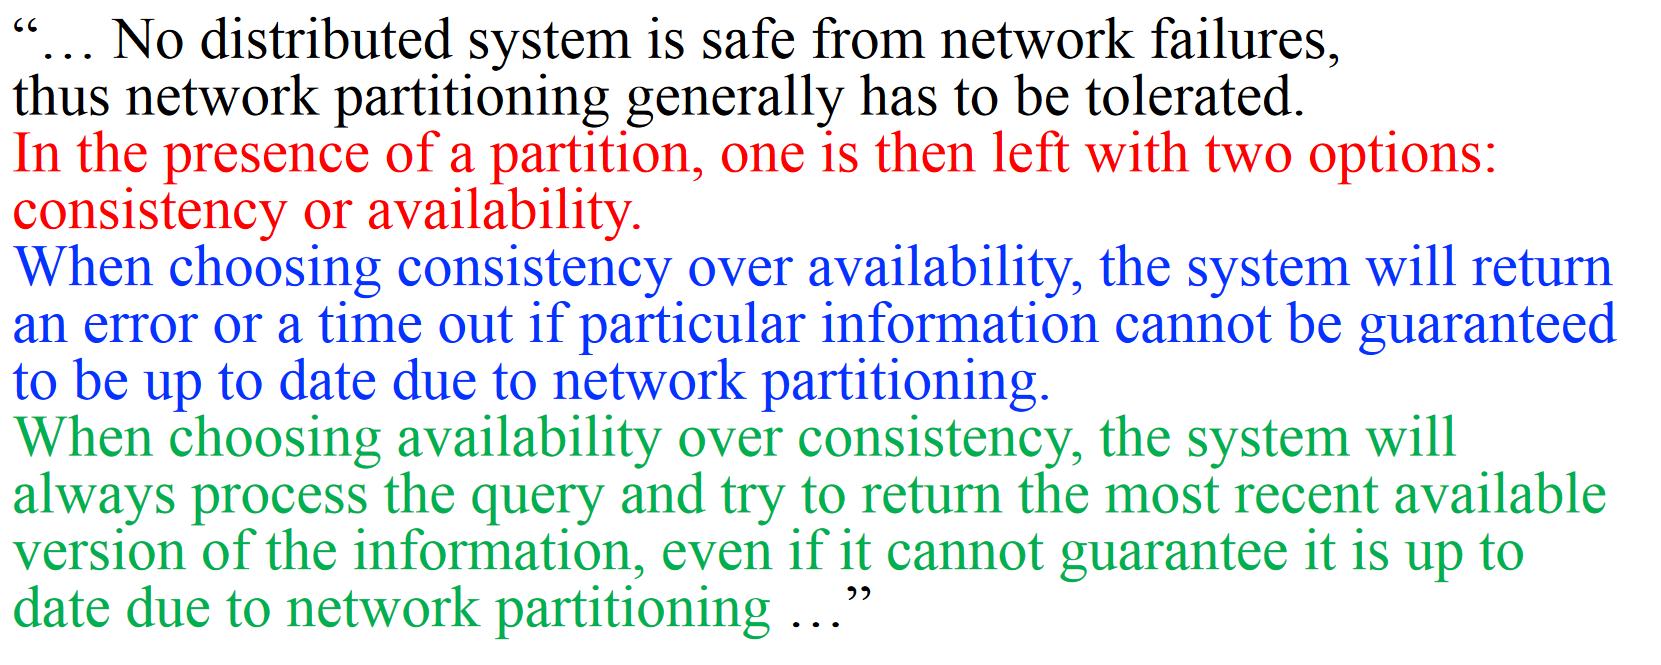 “… No distributed system is safe from network failures,
thus network partitioning generally has to be tolerated.
In the presence of a partition, one is then left with two options:
consistency or availability.
When choosing consistency over availability, the system will return
an error or a time out if particular information cannot be guaranteed
to be up to date due to network partitioning.
When choosing availability over consistency, the system will
always process the query and try to return the most recent available
version of the information, even if it cannot guarantee it is up to
date due to network partitioning …”